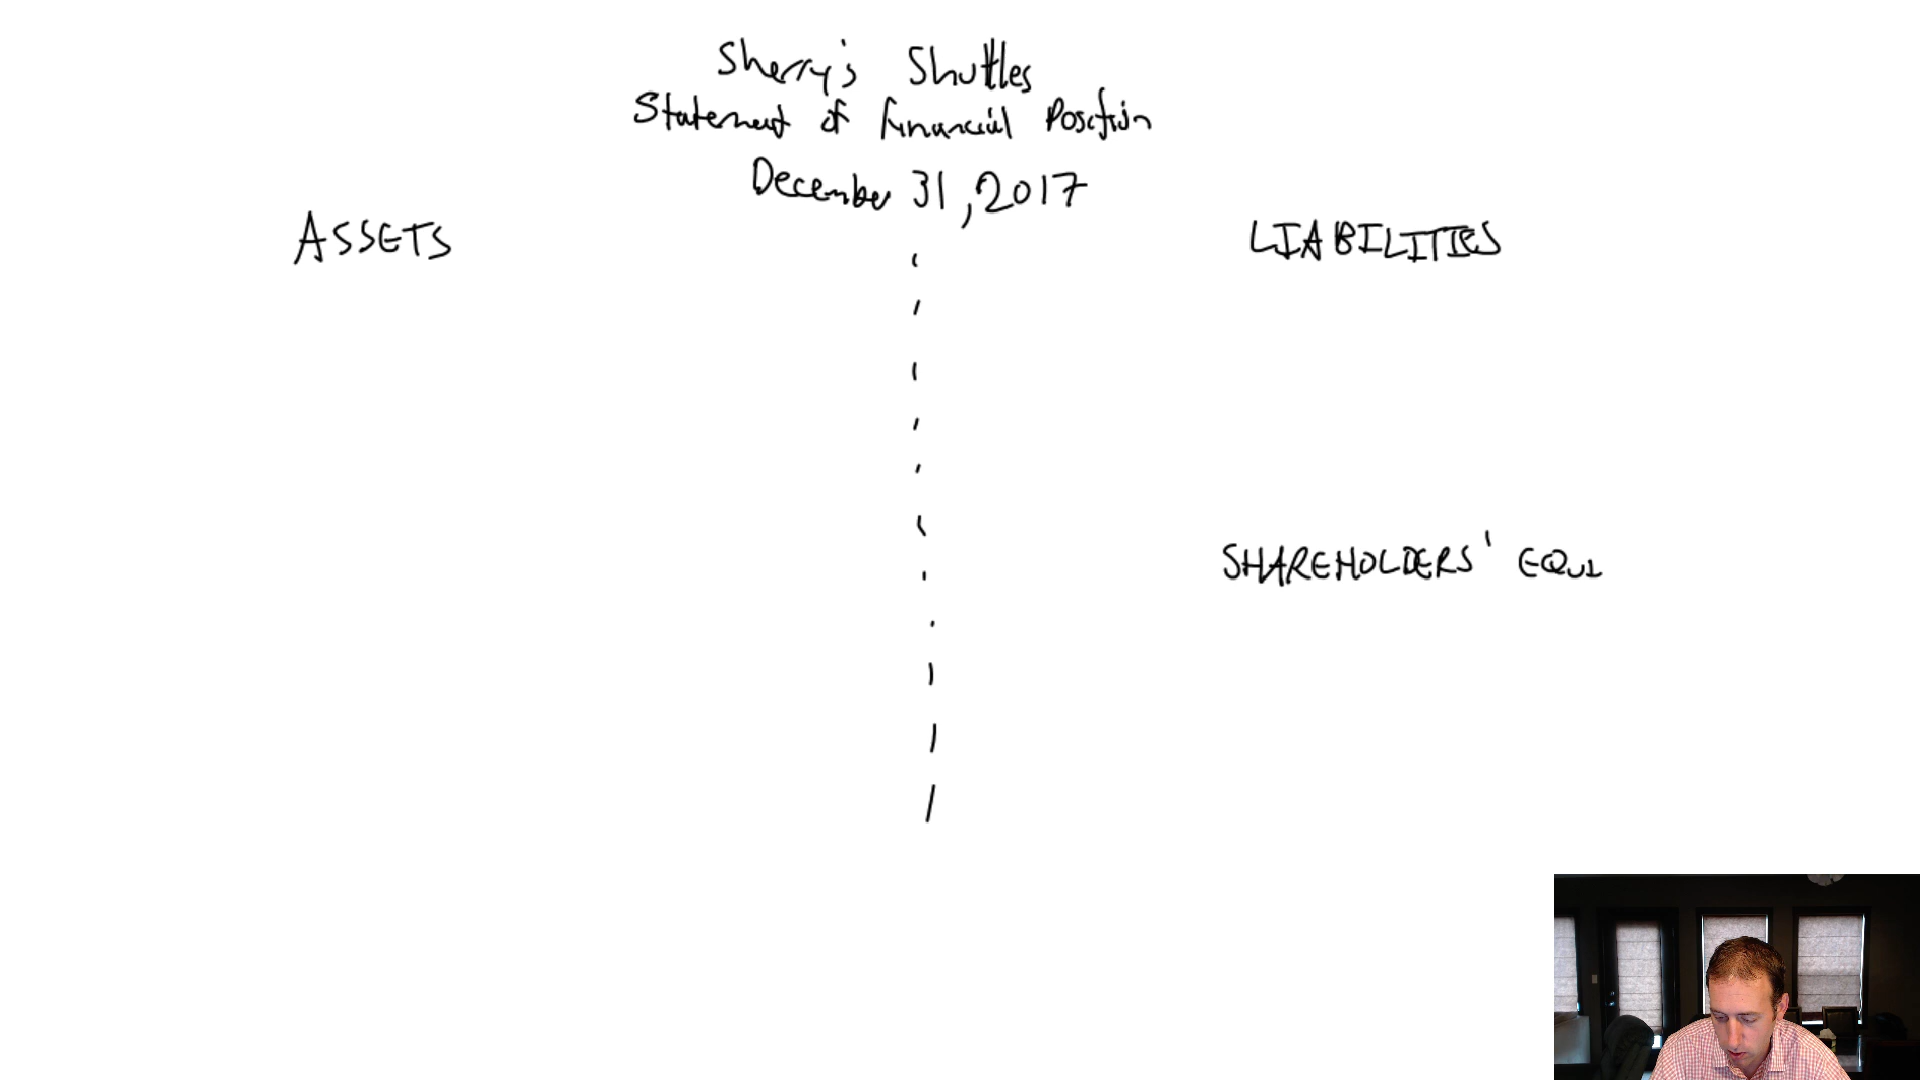 Sherry's Shuttles
Statement of Financial Position
December 31, 2017
ASSETS
LIABILITIES
SHAREHOLDERS' EQUI